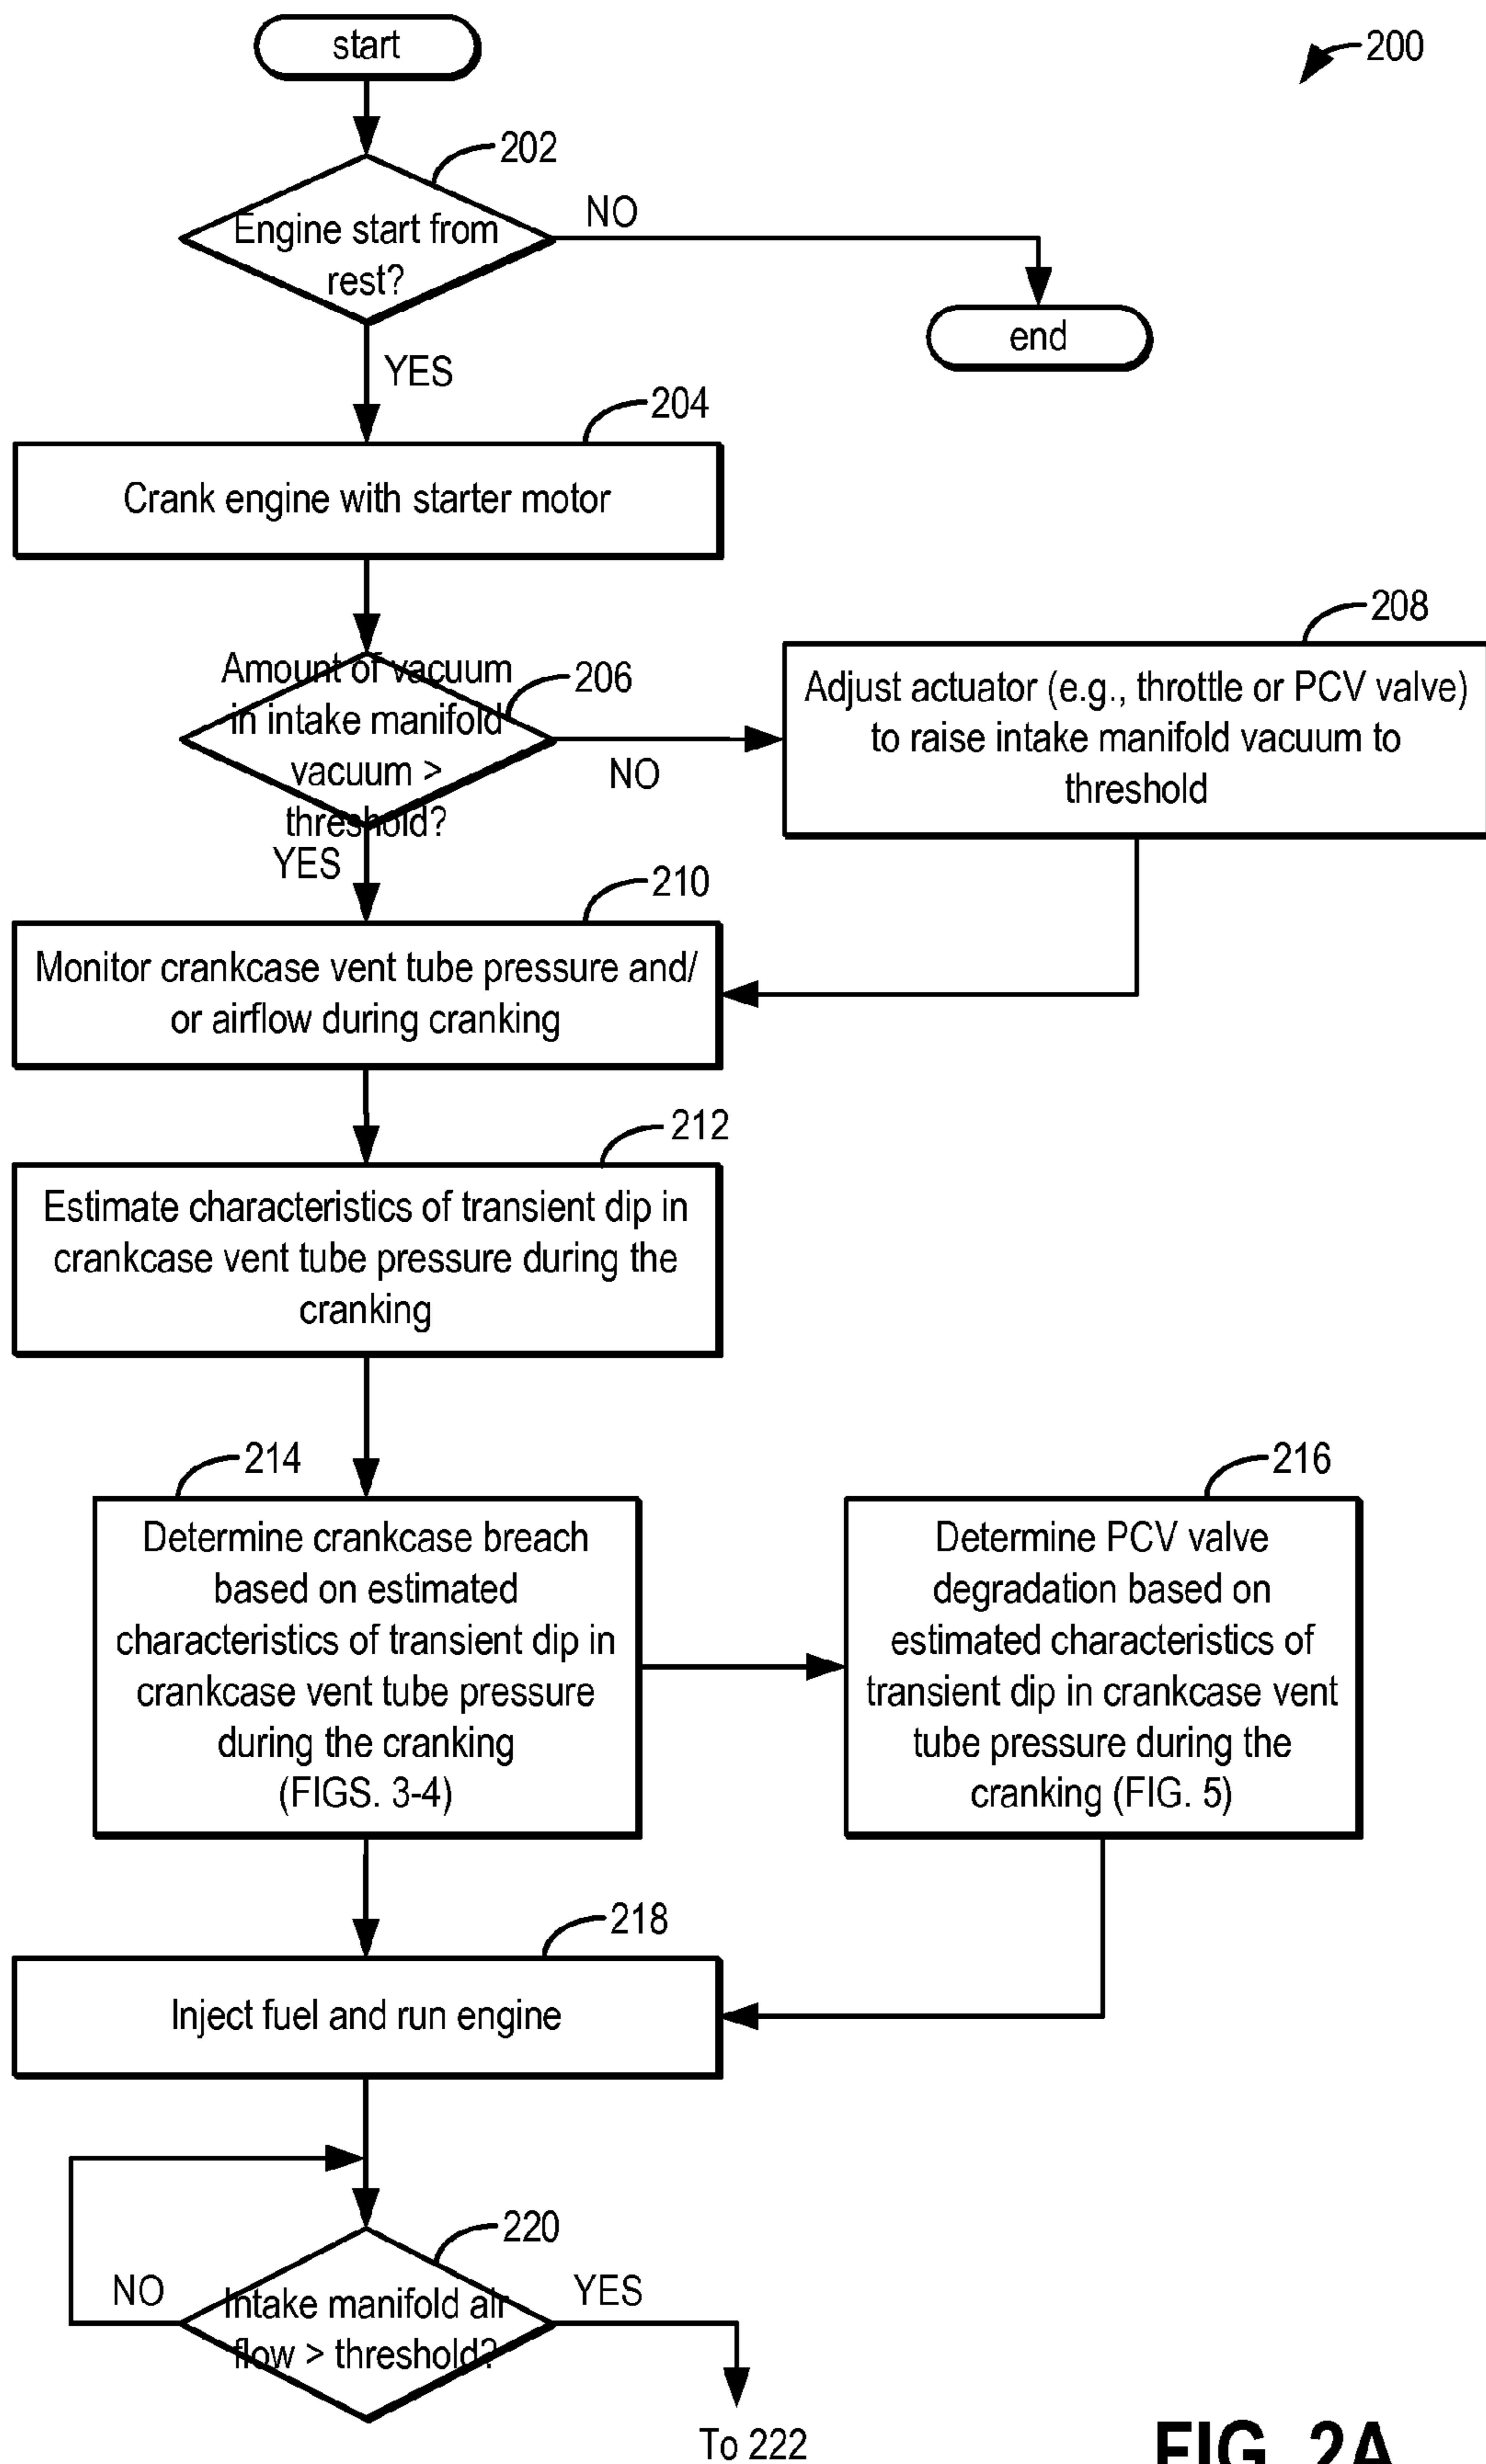 start
200
202
Engine start from
rest?
NO
end
YES
204
Crank engine with starter motor
Amount of vacuum
in intake manifold
vacuum >
threshold?
206
NO
YES
208
Adjust actuator (e.g., throttle or PCV valve)
to raise intake manifold vacuum to
threshold
210
Monitor crankcase vent tube pressure and/
or airflow during cranking
212
Estimate characteristics of transient dip in
crankcase vent tube pressure during the
cranking
214
Determine crankcase breach
based on estimated
characteristics of transient dip in
crankcase vent tube pressure
during the cranking
(FIGS. 3-4)
216
Determine PCV valve
degradation based on
estimated characteristics of
transient dip in crankcase vent
tube pressure during the
cranking (FIG. 5)
218
Inject fuel and run engine
220
Intake manifold air
flow > threshold?
NO
YES
To 222
FIG. 2A